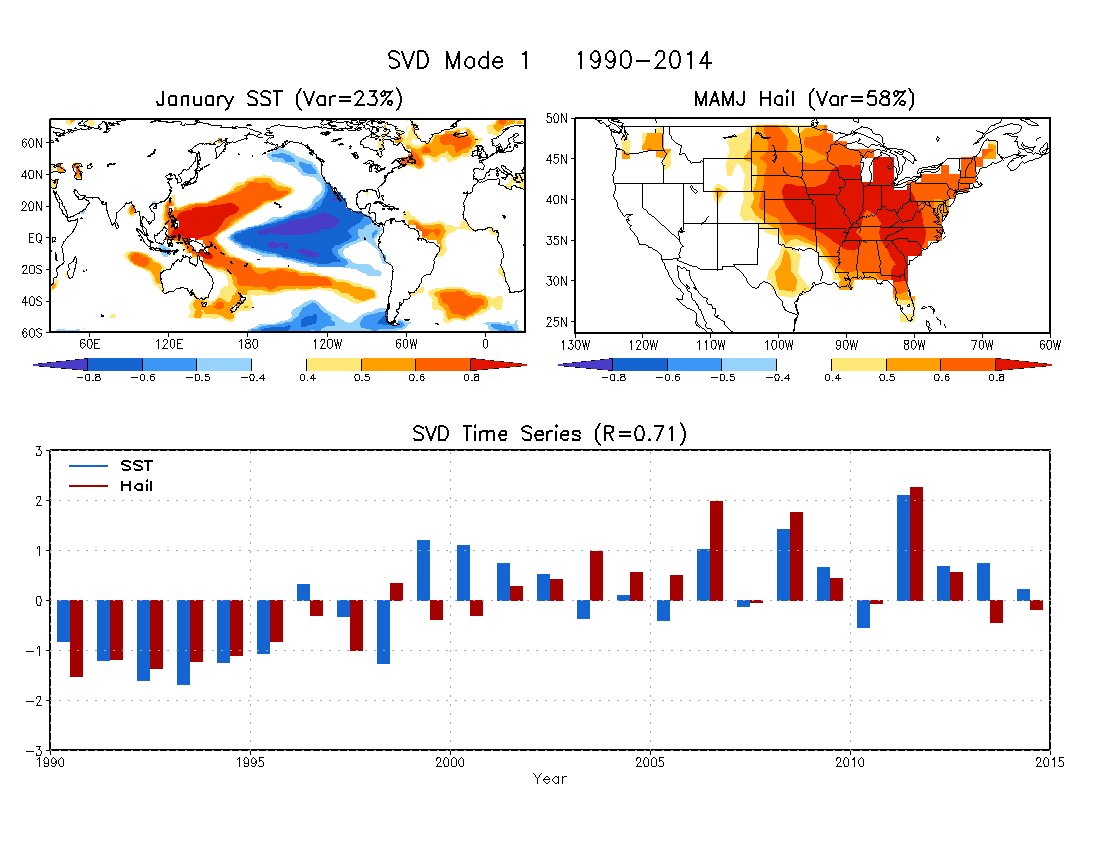 SVD Mode 1 1990−2014
January SST (Var=23%)
MAMJ Hail (Var=58%)
60N
40N
20N
EQ
20S
40S
60S
60E 120E 180 120W 60W 0
−0.8 −0.6 −0.5 −0.4 0.4 0.5 0.6 0.8
50N
45N
40N
35N
30N
25N
130W 120W 110W 100W 90W 80W 70W 60W
−0.8 −0.6 −0.5 −0.4 0.4 0.5 0.6 0.8
SVD Time Series (R=0.71)
SST
Hail
3
2
1
0
−1
−2
−3
1990 1995 2000 2005 2010 2015
Year